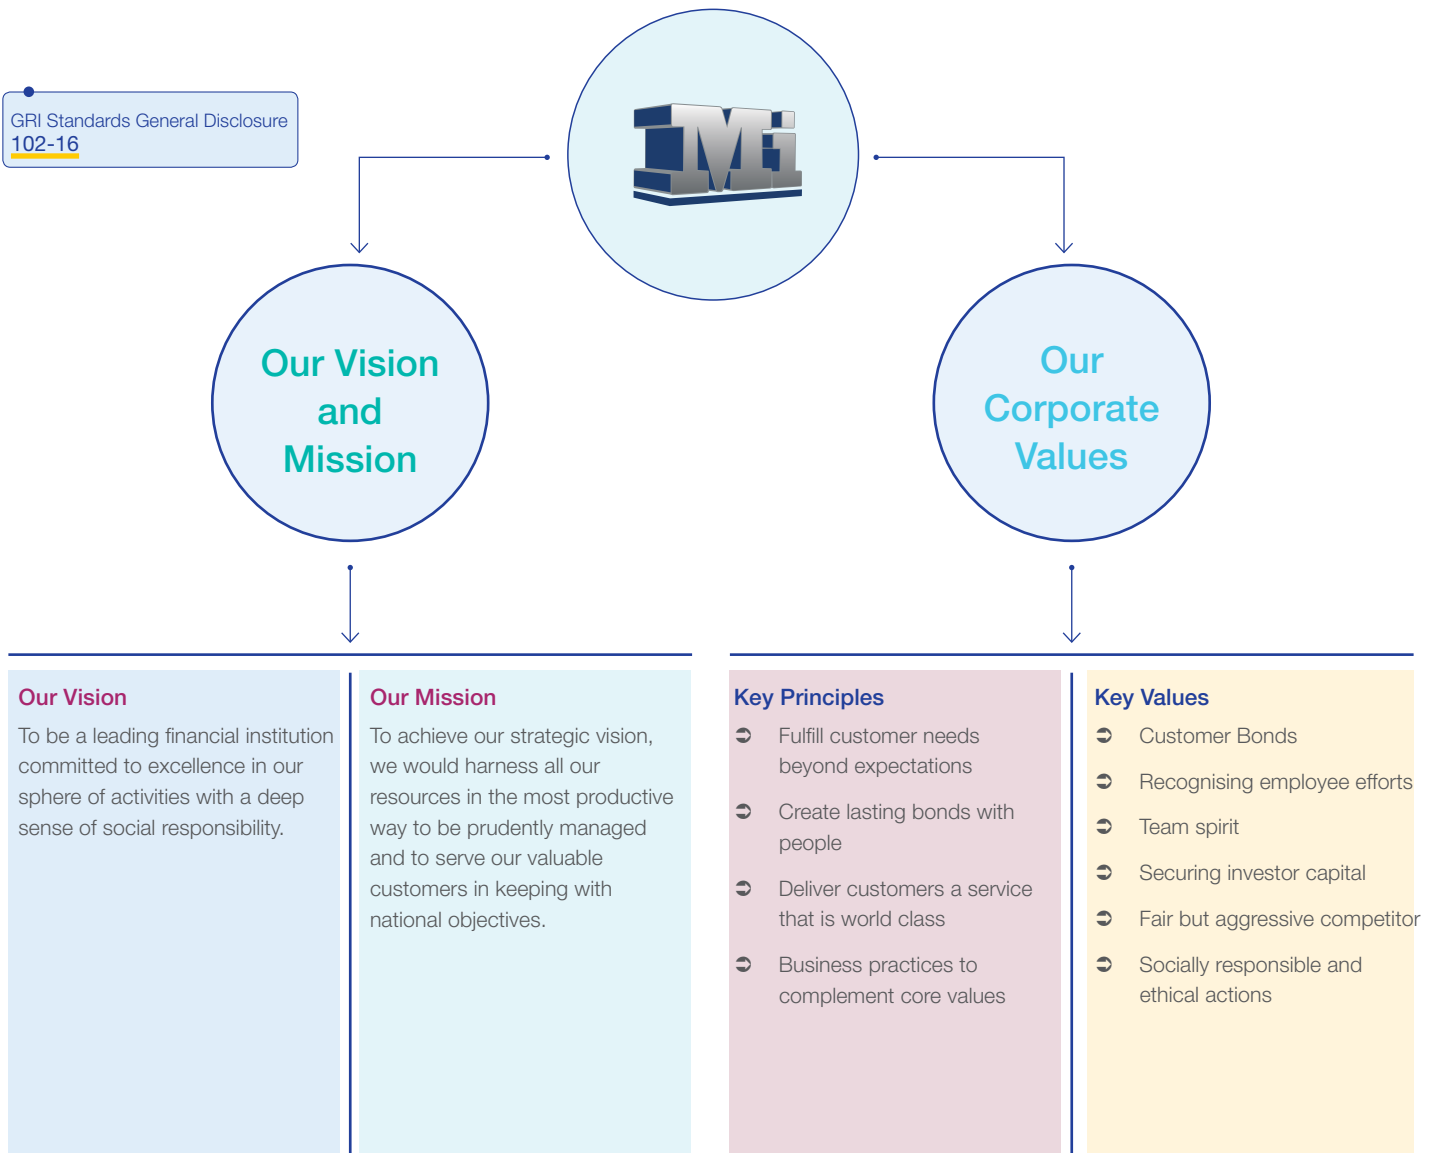 GRI Standards General Disclosure
102-16
Our Vision
and
Mission
Our
Corporate
Values
Our Vision
To be a leading financial institution
committed to excellence in our
sphere of activities with a deep
sense of social responsibility.
Our Mission
To achieve our strategic vision,
we would harness all our
resources in the most productive
way to be prudently managed
and to serve our valuable
customers in keeping with
national objectives.
Key Principles
Fulfill customer needs
beyond expectations
Create lasting bonds with
people
Deliver customers a service
that is world class
Business practices to
complement core values
Key Values
Customer Bonds
Recognising employee efforts
Team spirit
Securing investor capital
Fair but aggressive competitor
Socially responsible and
ethical actions